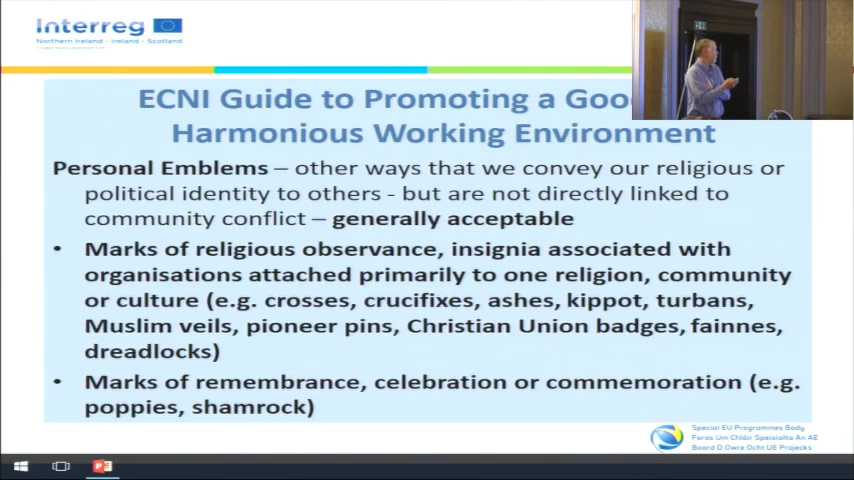 Interreg
Northern Ireland - Ireland - Scotland
ECNI Guide to Promoting a Goo
Harmonious Working Environment
Personal Emblems – other ways that we convey our religious or
political identity to others - but are not directly linked to
community conflict – generally acceptable
• Marks of religious observance, insignia associated with
organisations attached primarily to one religion, community
or culture (e.g. crosses, crucifixes, ashes, kippot, turbans,
Muslim veils, pioneer pins, Christian Union badges, fainnes,
dreadlocks)
• Marks of remembrance, celebration or commemoration (e.g.
poppies, shamrock)
Special EU Programmes Body
Foras Um Chláir Speisialta An AE
Boord O Owre Ocht UE Projecks